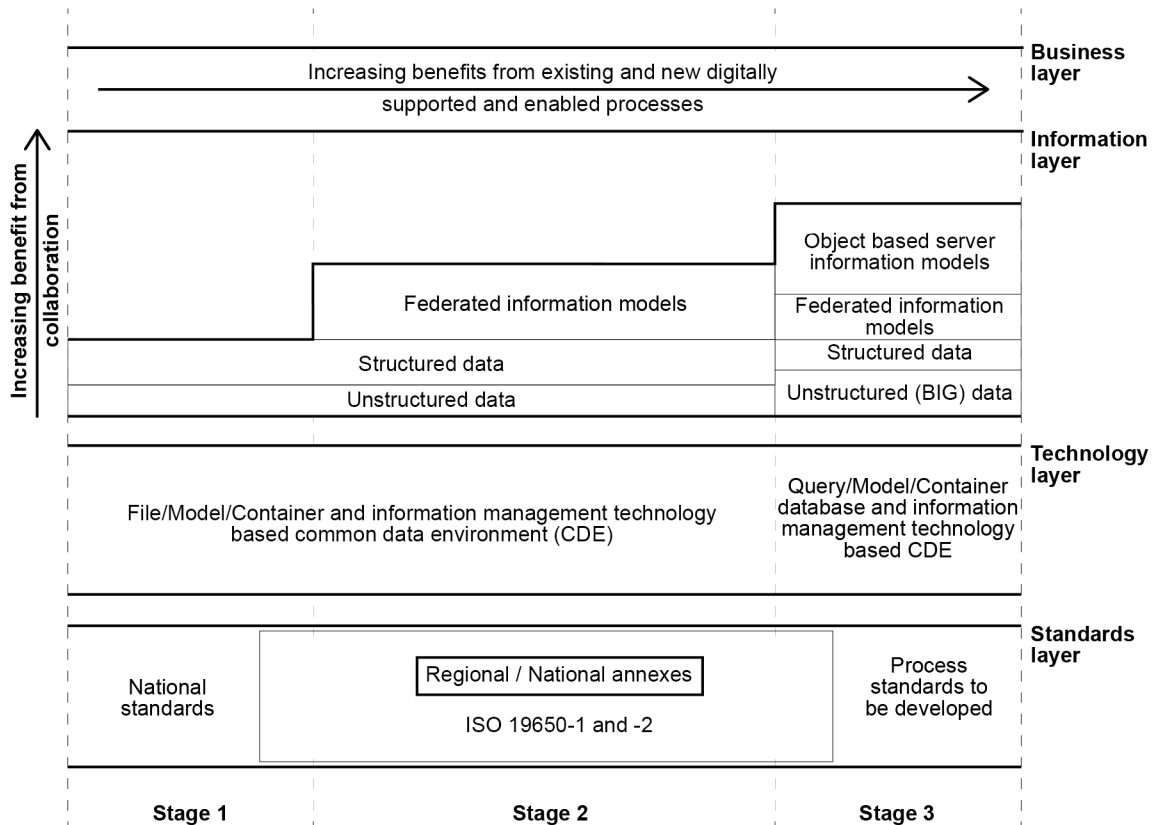 Business
layer
Increasing benefits from existing and new digitally
supported and enabled processes
Information
layer
Increasing benefit from
collaboration
Object based server
information models
Federated information models
Federated information
models
Structured data
Structured data
Unstructured data
Unstructured (BIG) data
Technology
layer
File/Model/Container and information management technology
based common data environment (CDE)
Query/Model/Container
database and information
management technology
based CDE
Standards
layer
National
standards
Regional / National annexes
ISO 19650-1 and -2
Process
standards to
be developed
Stage 1
Stage 2
Stage 3